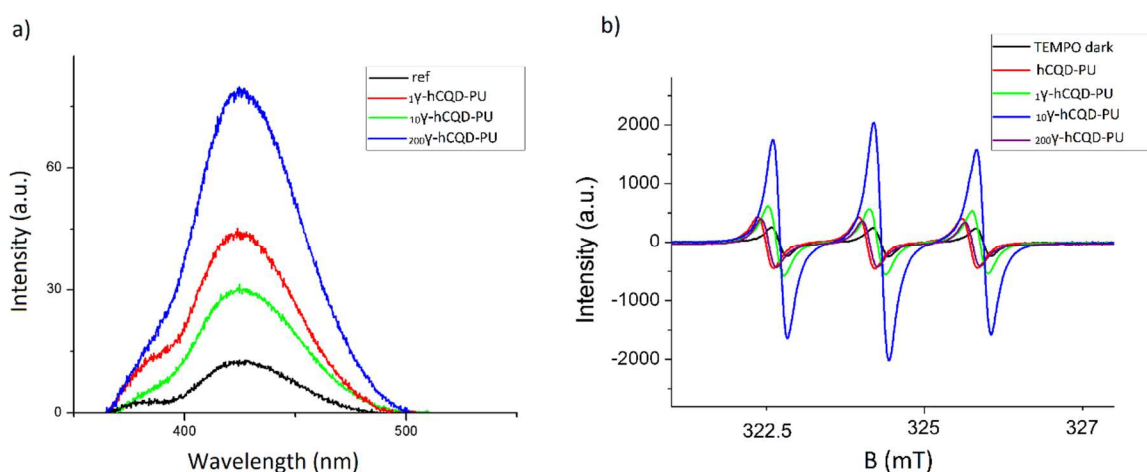 a)
ref
₁γ-hCQD-PU
₁₀γ-hCQD-PU
₂₀₀γ-hCQD-PU
60
30
0
400
500
Intensity (a.u.)
Wavelength (nm)
b)
TEMPO dark
hCQD-PU
₁γ-hCQD-PU
₁₀γ-hCQD-PU
₂₀₀γ-hCQD-PU
2000
1000
0
-1000
-2000
322.5
325
327
Intensity (a.u.)
B (mT)